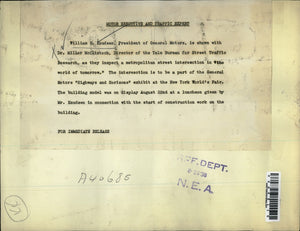 MOTOR EXECUTIVE AND TRAFFIC EXPERT
William S. Knudsen, President of General Motors, is shown with
Dr. Miller McClintock, Director of the Yale Bureau for Street Traffic
Research, as they inspect a metropolitan street intersection in the
world of tomorrow." The intersection is to be a part of the General
Motors "Highways and Horizons" exhibit at the New York World's Fair.
The building model was on display August 22nd at a luncheon given by
Mr. Knudsen in connection with the start of construction work on the
building.
FOR IMMEDIATE RELEASE
REF. DEPT.
N.E.A.
A40686